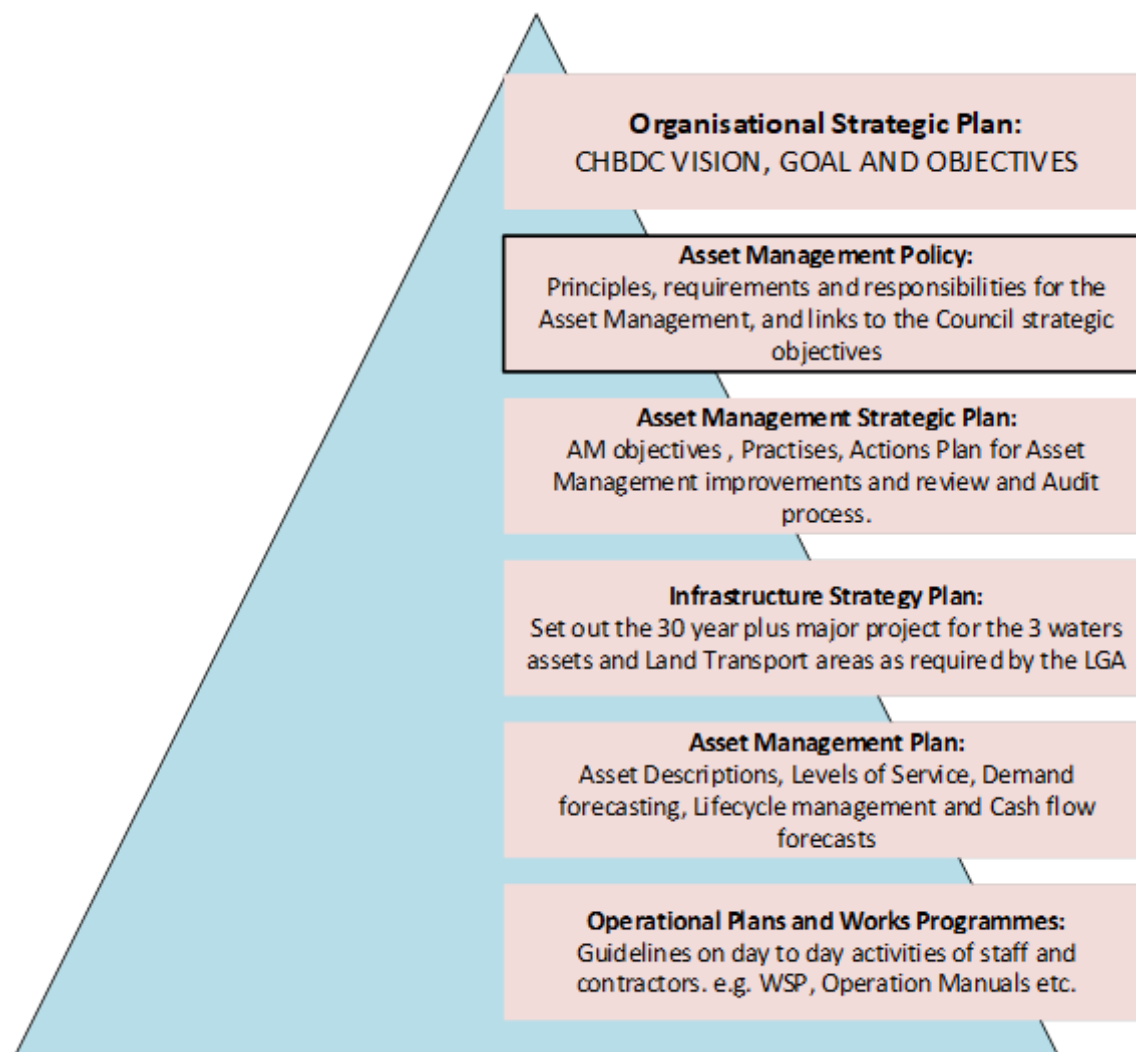 Organisational Strategic Plan:
CHBDC VISION, GOAL AND OBJECTIVES
Asset Management Policy:
Principles, requirements and responsibilities for the
Asset Management, and links to the Council strategic
objectives
Asset Management Strategic Plan:
AM objectives , Practises, Actions Plan for Asset
Management improvements and review and Audit
process.
Infrastructure Strategy Plan:
Set out the 30 year plus major project for the 3 waters
assets and Land Transport areas as required by the LGA
Asset Management Plan:
Asset Descriptions, Levels of Service, Demand
forecasting, Lifecycle management and Cash flow
forecasts
Operational Plans and Works Programmes:
Guidelines on day to day activities of staff and
contractors. e.g. WSP, Operation Manuals etc.